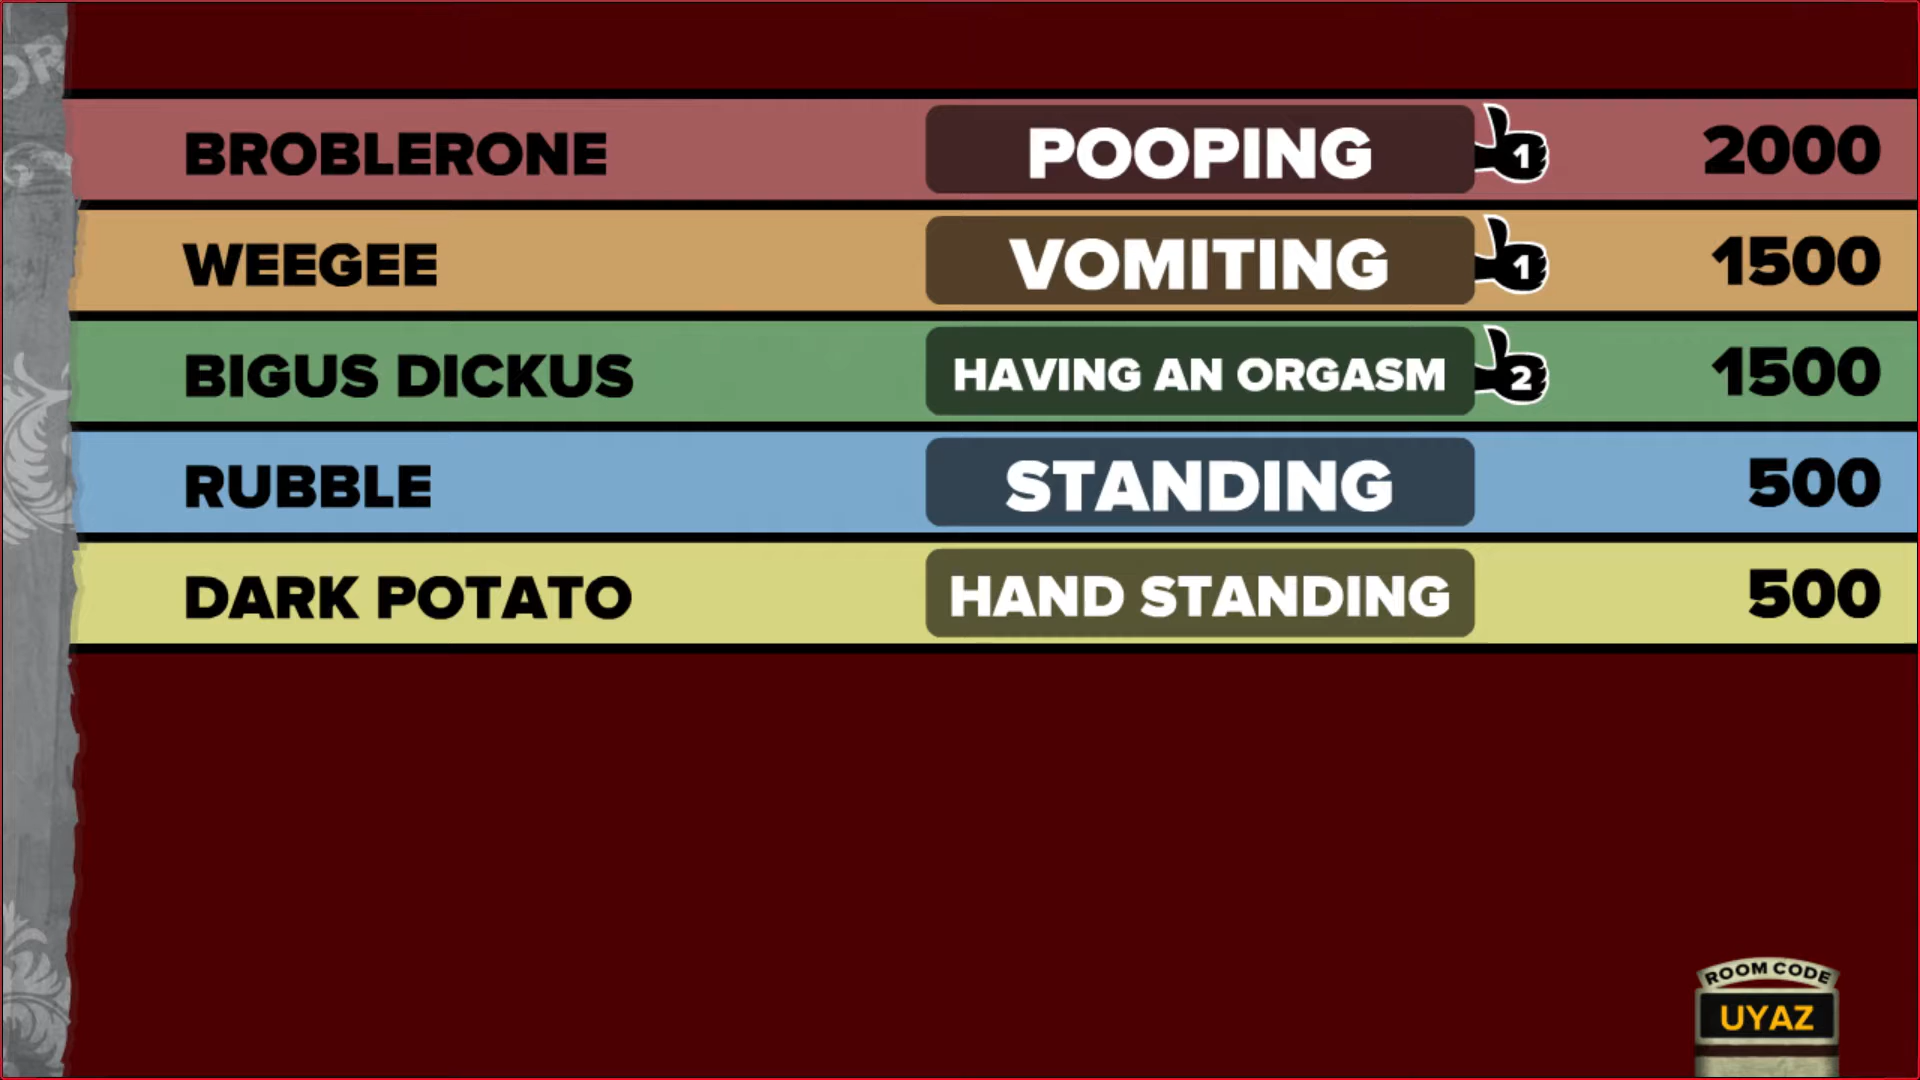 BROBLERONE POOPING 1 2000
WEEGEE VOMITING 1 1500
BIGUS DICKUS HAVING AN ORGASM 2 1500
RUBBLE STANDING 500
DARK POTATO HAND STANDING 500
ROOM CODE
UYAZ